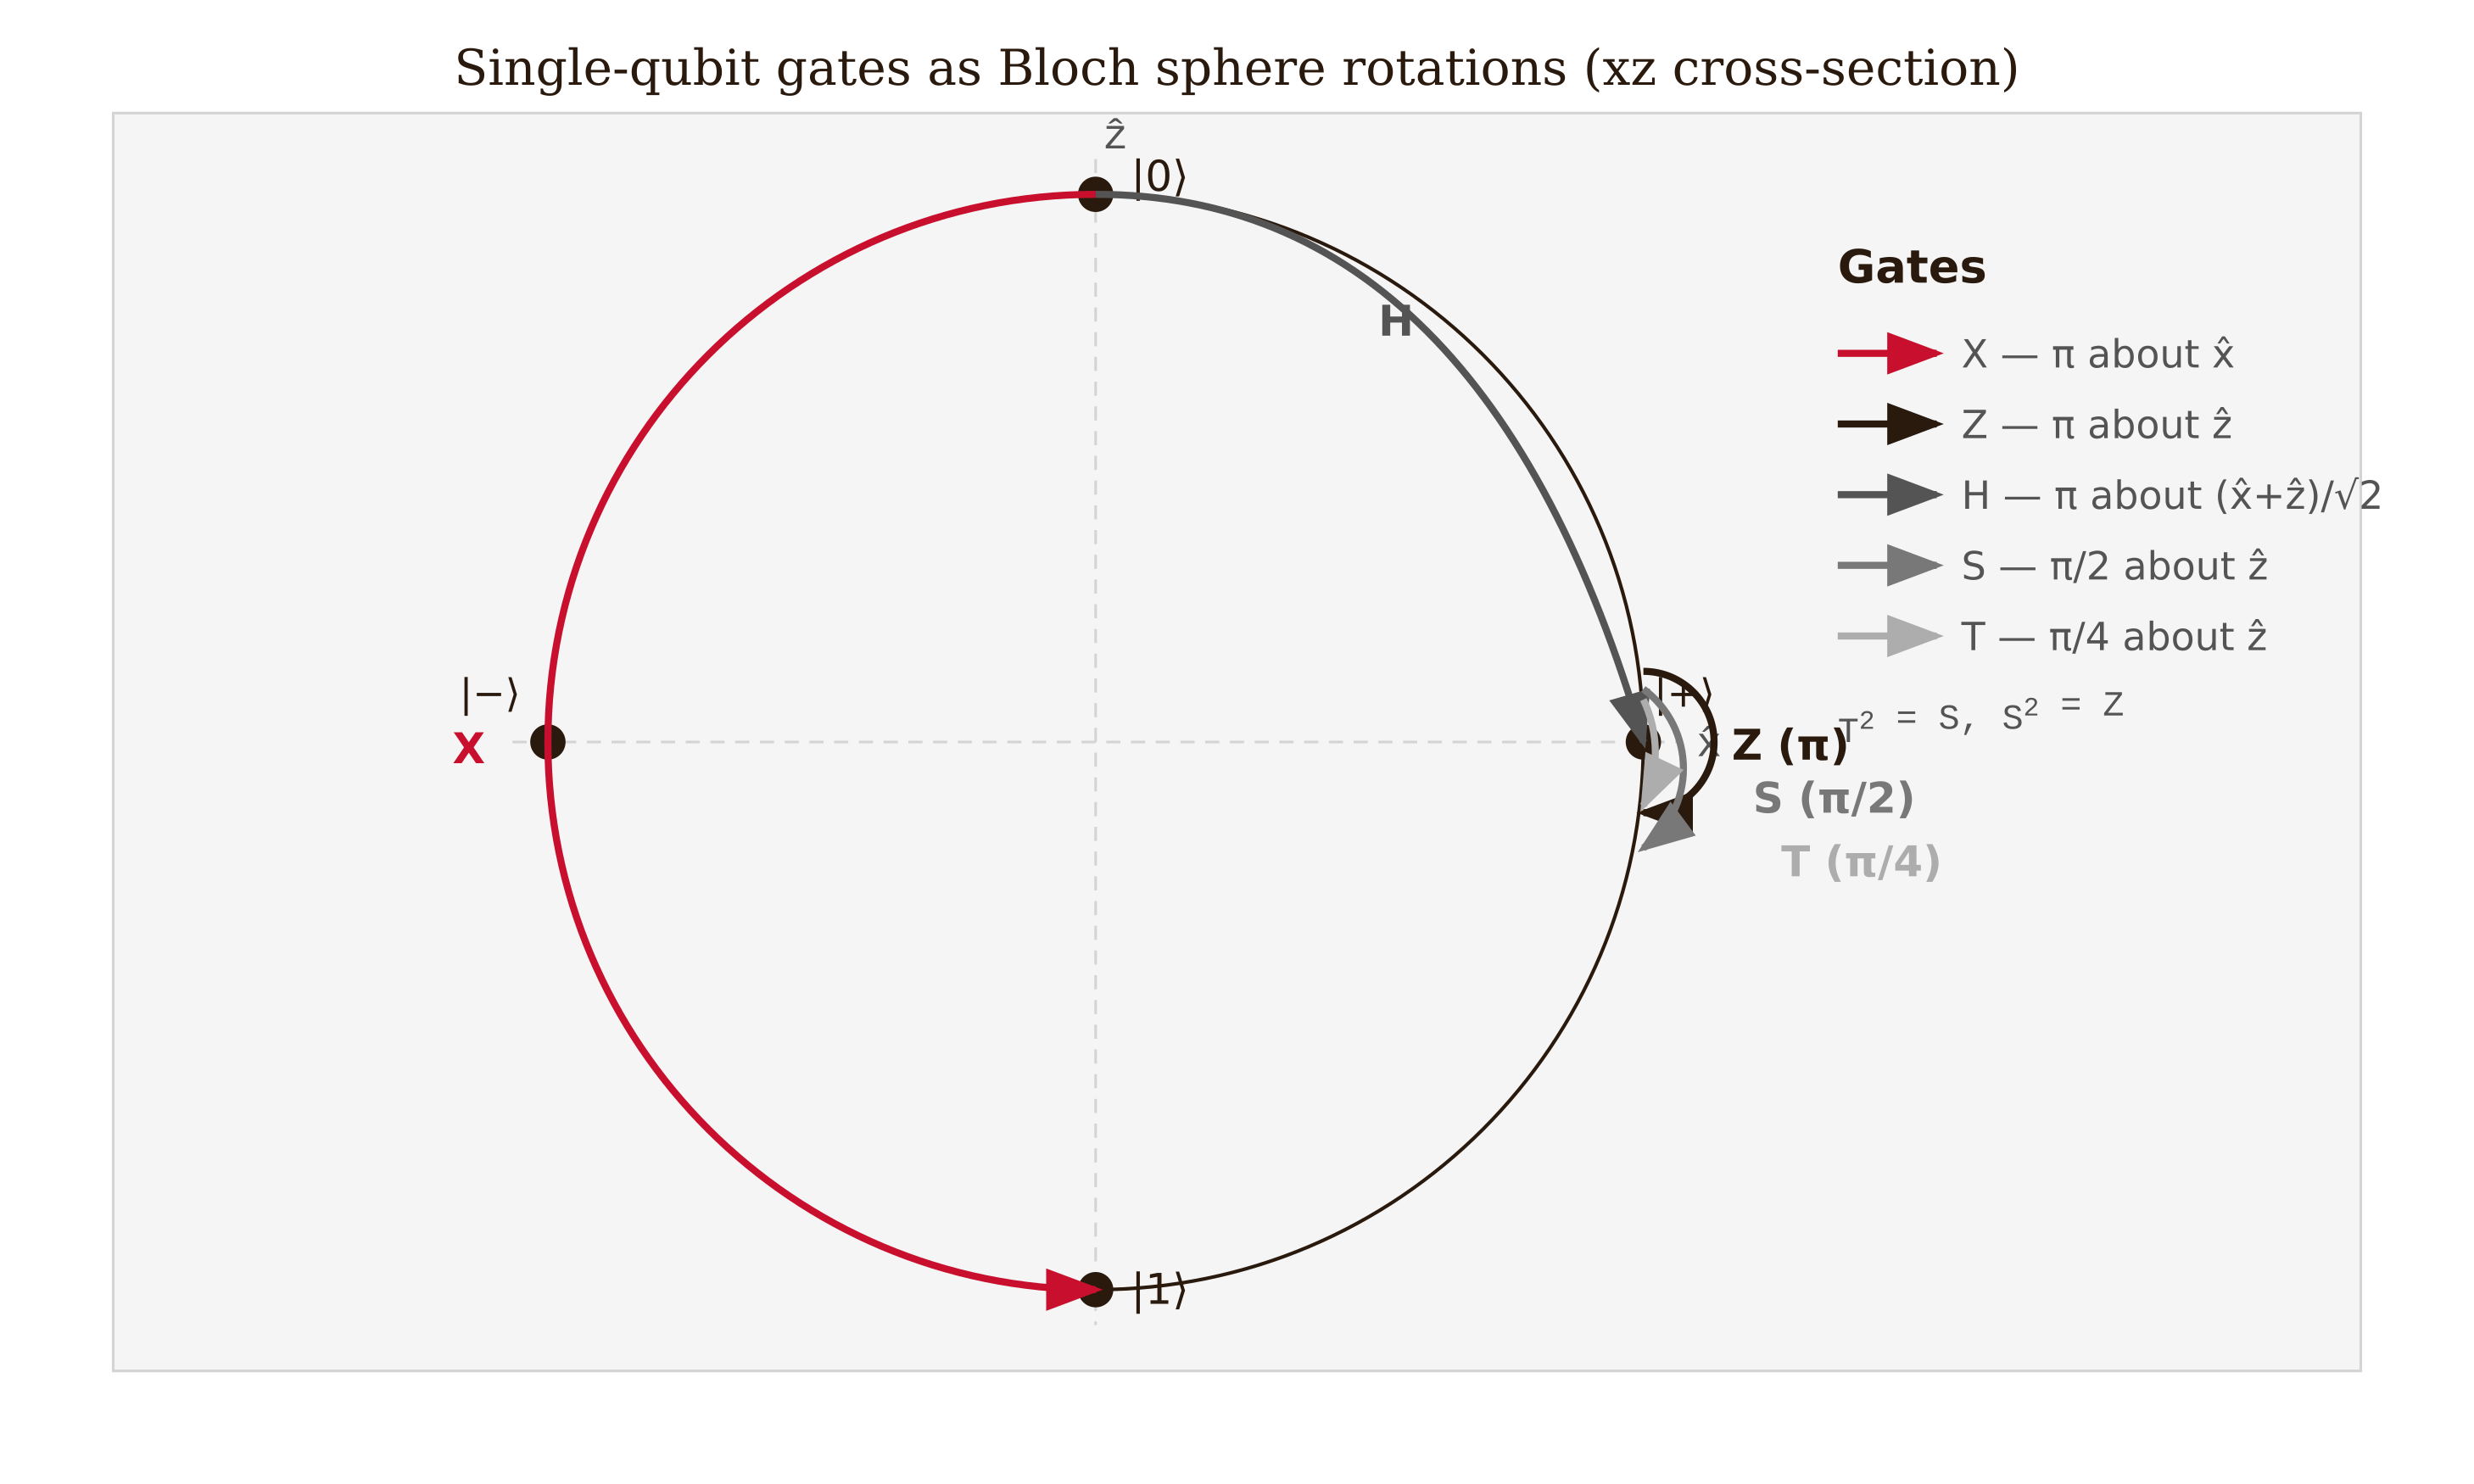 Single-qubit gates as Bloch sphere rotations (xz cross-section)
ẑ
|0⟩
H
Gates
X — π about x̂
Z — π about ẑ
H — π about (x̂+ẑ)/√2
S — π/2 about ẑ
T — π/4 about ẑ
T² = S, S² = Z
|−⟩
X
|+⟩
x̂
Z (π)
S (π/2)
T (π/4)
|1⟩